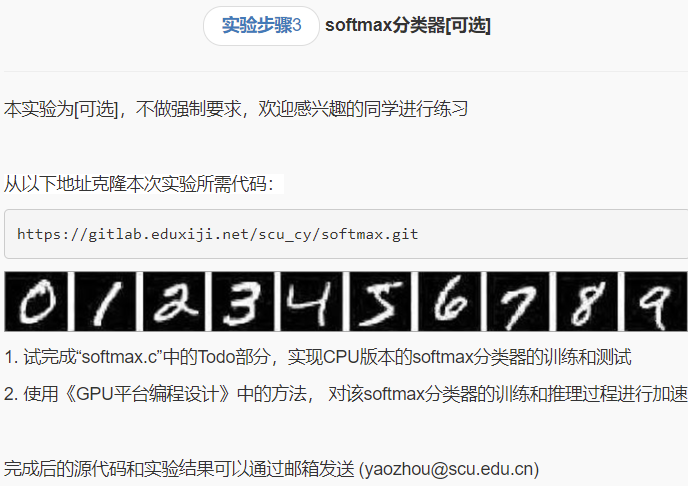 实验步骤3 softmax分类器[可选]
本实验为[可选]，不做强制要求，欢迎感兴趣的同学进行练习
从以下地址克隆本次实验所需代码：
https://gitlab.eduxiji.net/scu_cy/softmax.git
0 1 2 3 4 5 6 7 8 9
1. 试完成“softmax.c”中的Todo部分，实现CPU版本的softmax分类器的训练和测试
2. 使用《GPU平台编程设计》中的方法， 对该softmax分类器的训练和推理过程进行加速
完成后的源代码和实验结果可以通过邮箱发送 (yaozhou@scu.edu.cn)